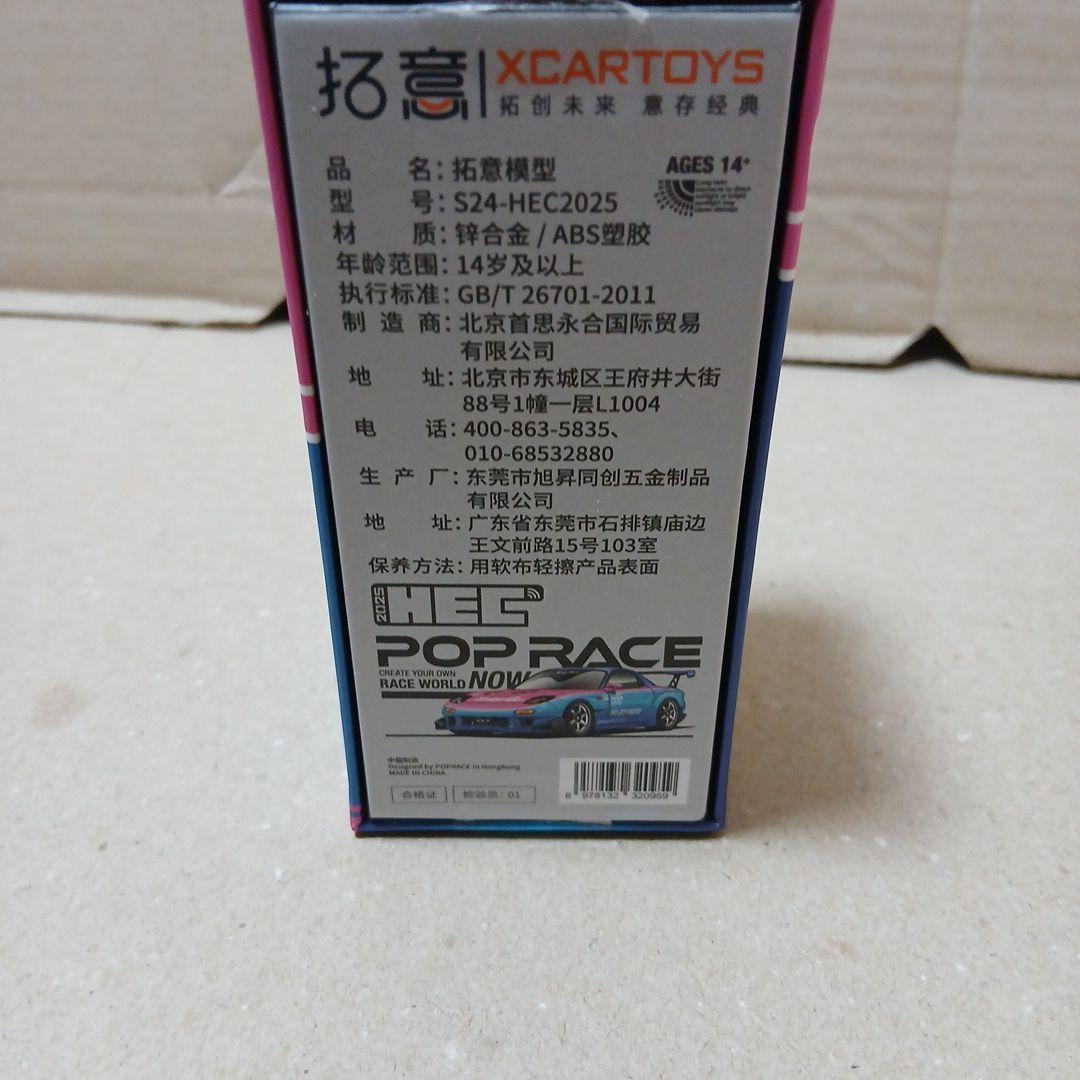 拓意 | XCARTOYS
拓创未来 意存经典
AGES 14+
品名：拓意模型
型号：S24-HEC2025
材质：锌合金 / ABS塑胶
年龄范围：14岁及以上
执行标准：GB/T 26701-2011
制造商：北京首思永合国际贸易
有限公司
地址：北京市东城区王府井大街
88号1幢一层L1004
电话：400-863-5835、
010-68532880
生产厂：东莞市旭昇同创五金制品
有限公司
地址：广东省东莞市石排镇庙边
王文前路15号103室
保养方法：用软布轻擦产品表面
2025 HEC
POP RACE
CREATE YOUR OWN
RACE WORLD NOW
中国制造
Designed by POPRACE in HongKong
MADE IN CHINA
合格证
检验员：01
6 978132 320959